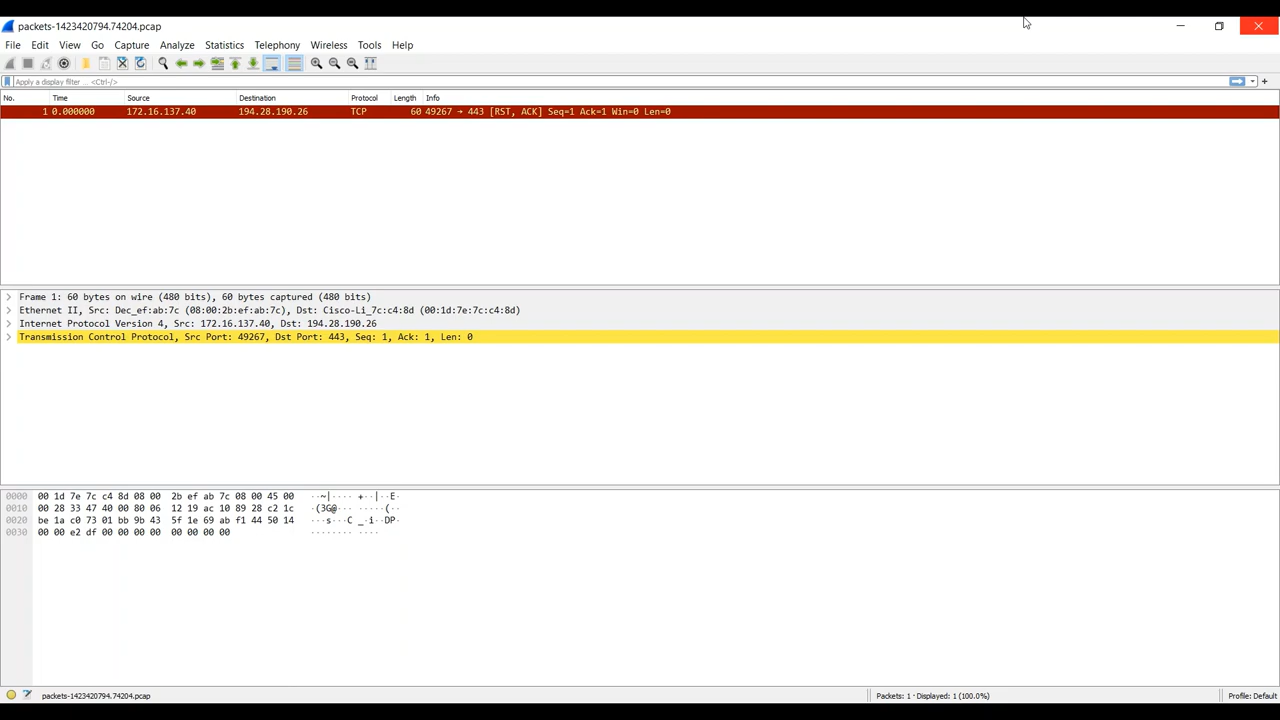 packets-1423420794.74204.pcap
File Edit View Go Capture Analyze Statistics Telephony Wireless Tools Help
Apply a display filter ... <Ctrl-/>
No. Time Source Destination Protocol Length Info
1 0.000000 172.16.137.40 194.28.190.26 TCP 60 49267 → 443 [RST, ACK] Seq=1 Ack=1 Win=0 Len=0
Frame 1: 60 bytes on wire (480 bits), 60 bytes captured (480 bits)
Ethernet II, Src: Dec_ef:ab:7c (08:00:2b:ef:ab:7c), Dst: Cisco-Li_7c:c4:8d (00:1d:7e:7c:c4:8d)
Internet Protocol Version 4, Src: 172.16.137.40, Dst: 194.28.190.26
Transmission Control Protocol, Src Port: 49267, Dst Port: 443, Seq: 1, Ack: 1, Len: 0
0000 00 1d 7e 7c c4 8d 08 00 2b ef ab 7c 08 00 45 00 ··~|···· +··|··E·
0010 00 28 33 47 40 00 80 06 12 19 ac 10 89 28 c2 1c ·(3G@··· ·····(··
0020 be 1a c0 73 01 bb 9b 43 5f 1e 69 ab f1 44 50 14 ···s···C _·i··DP·
0030 00 00 e2 df 00 00 00 00 00 00 00 00 ········ ····
packets-1423420794.74204.pcap
Packets: 1 · Displayed: 1 (100.0%)
Profile: Default